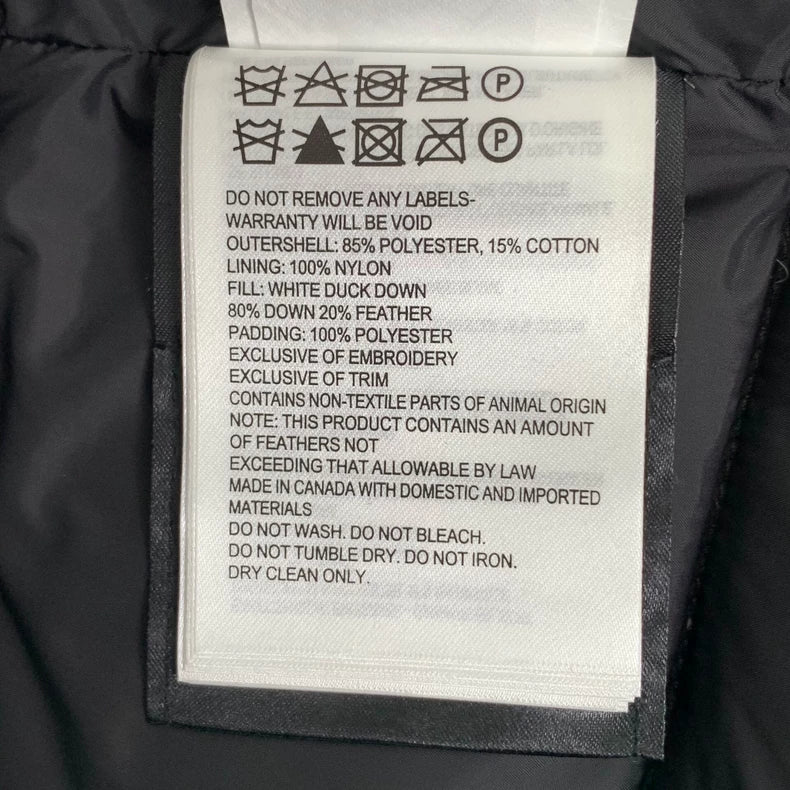 P
P
DO NOT REMOVE ANY LABELS-
WARRANTY WILL BE VOID
OUTERSHELL: 85% POLYESTER, 15% COTTON
LINING: 100% NYLON
FILL: WHITE DUCK DOWN
80% DOWN 20% FEATHER
PADDING: 100% POLYESTER
EXCLUSIVE OF EMBROIDERY
EXCLUSIVE OF TRIM
CONTAINS NON-TEXTILE PARTS OF ANIMAL ORIGIN
NOTE: THIS PRODUCT CONTAINS AN AMOUNT
OF FEATHERS NOT
EXCEEDING THAT ALLOWABLE BY LAW
MADE IN CANADA WITH DOMESTIC AND IMPORTED
MATERIALS
DO NOT WASH. DO NOT BLEACH.
DO NOT TUMBLE DRY. DO NOT IRON.
DRY CLEAN ONLY.